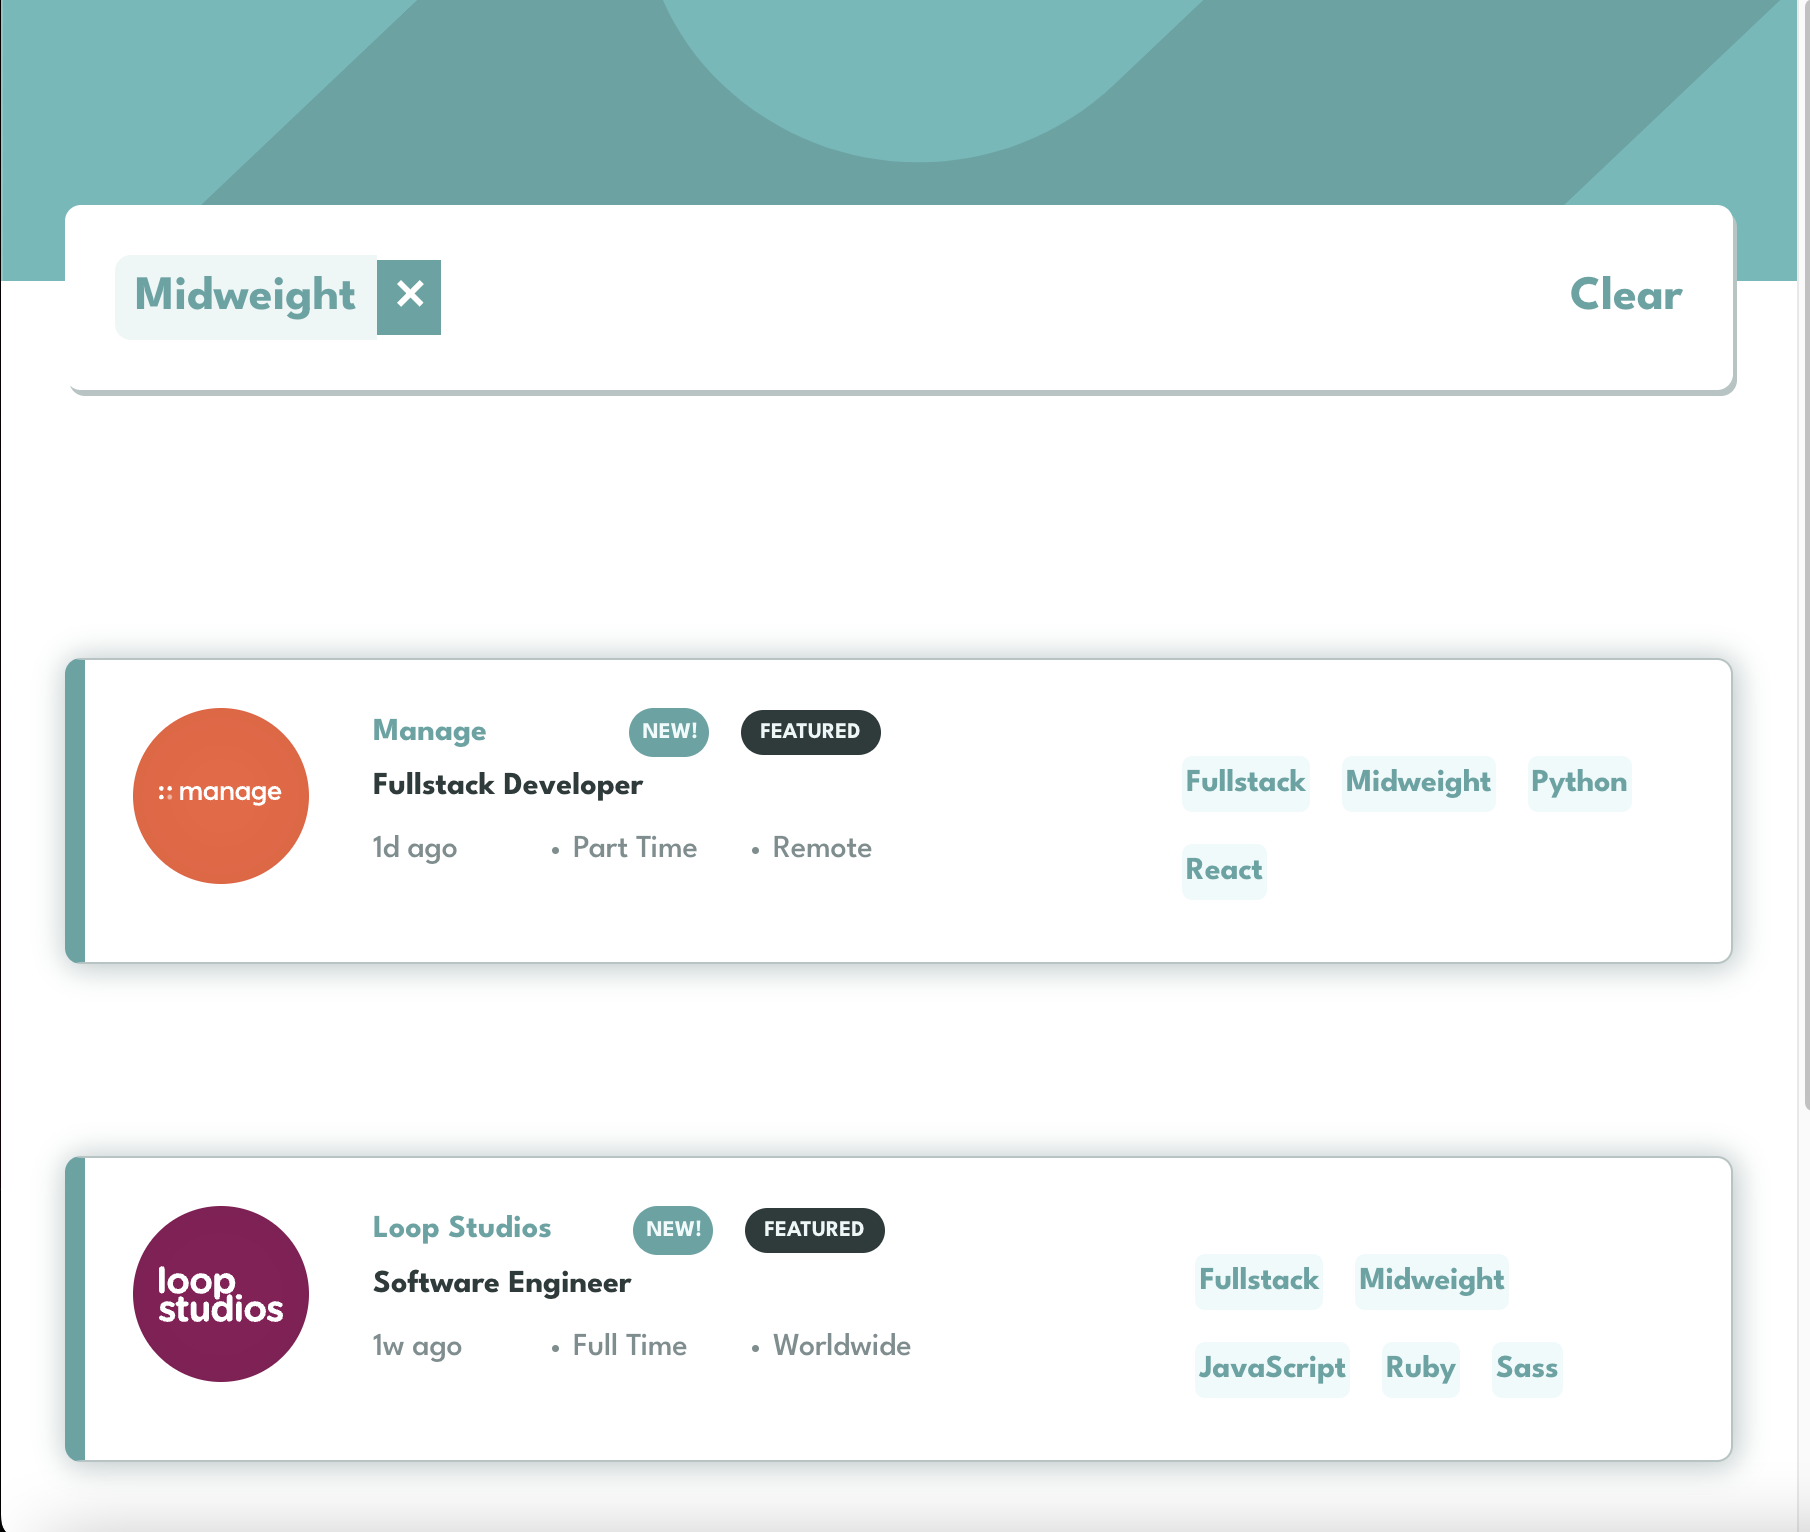 Midweight ✕ Clear
manage
Manage NEW! FEATURED
Fullstack Developer
1d ago • Part Time • Remote
Fullstack Midweight Python
React
loop
studios
Loop Studios NEW! FEATURED
Software Engineer
1w ago • Full Time • Worldwide
Fullstack Midweight
JavaScript Ruby Sass